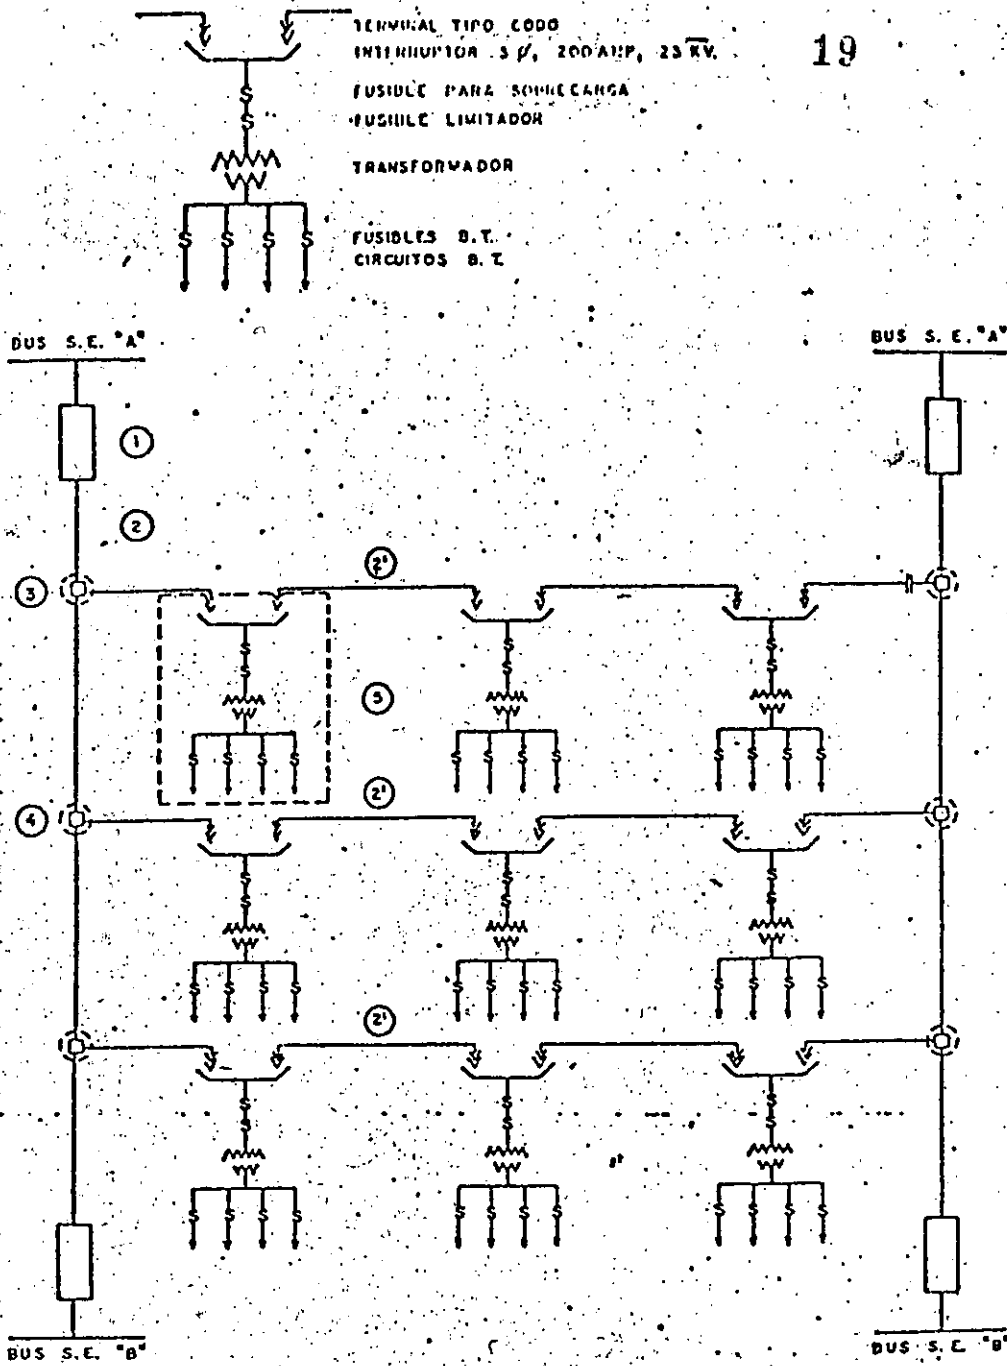 TERMINAL TIPO CODO
INTERRUPTOR 3 ϕ, 200 AMP, 23 KV.
19
FUSIBLE PARA SOBRECARGA
FUSIBLE LIMITADOR
TRANSFORMADOR
FUSIBLES B.T.
CIRCUITOS B.T.
BUS S.E. "A"
BUS S.E. "A"
1
2
3
2'
5
2'
4
2'
BUS S.E. "B"
BUS S.E. "B"